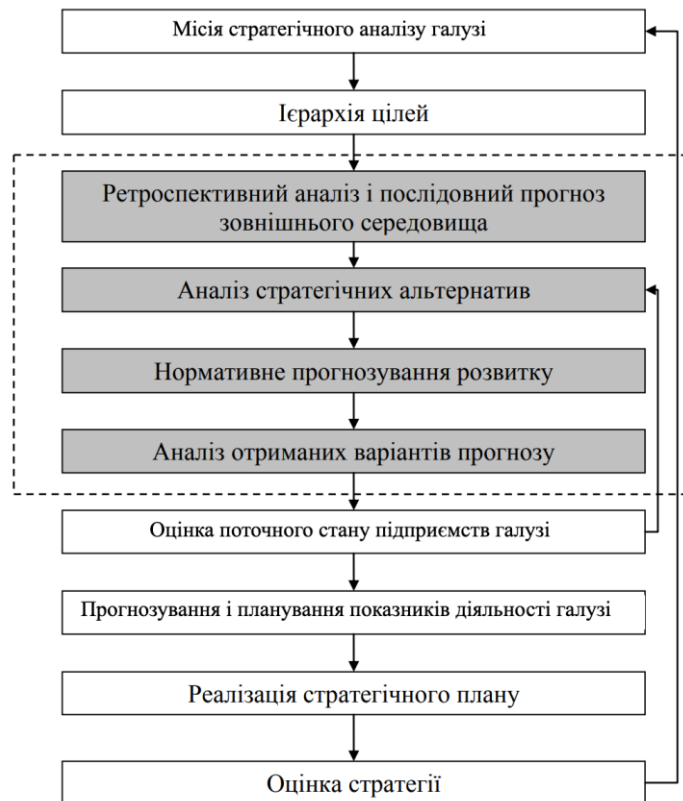 Місія стратегічного аналізу галузі
Ієрархія цілей
Ретроспективний аналіз і послідовний прогноз
зовнішнього середовища
Аналіз стратегічних альтернатив
Нормативне прогнозування розвитку
Аналіз отриманих варіантів прогнозу
Оцінка поточного стану підприємств галузі
Прогнозування і планування показників діяльності галузі
Реалізація стратегічного плану
Оцінка стратегії